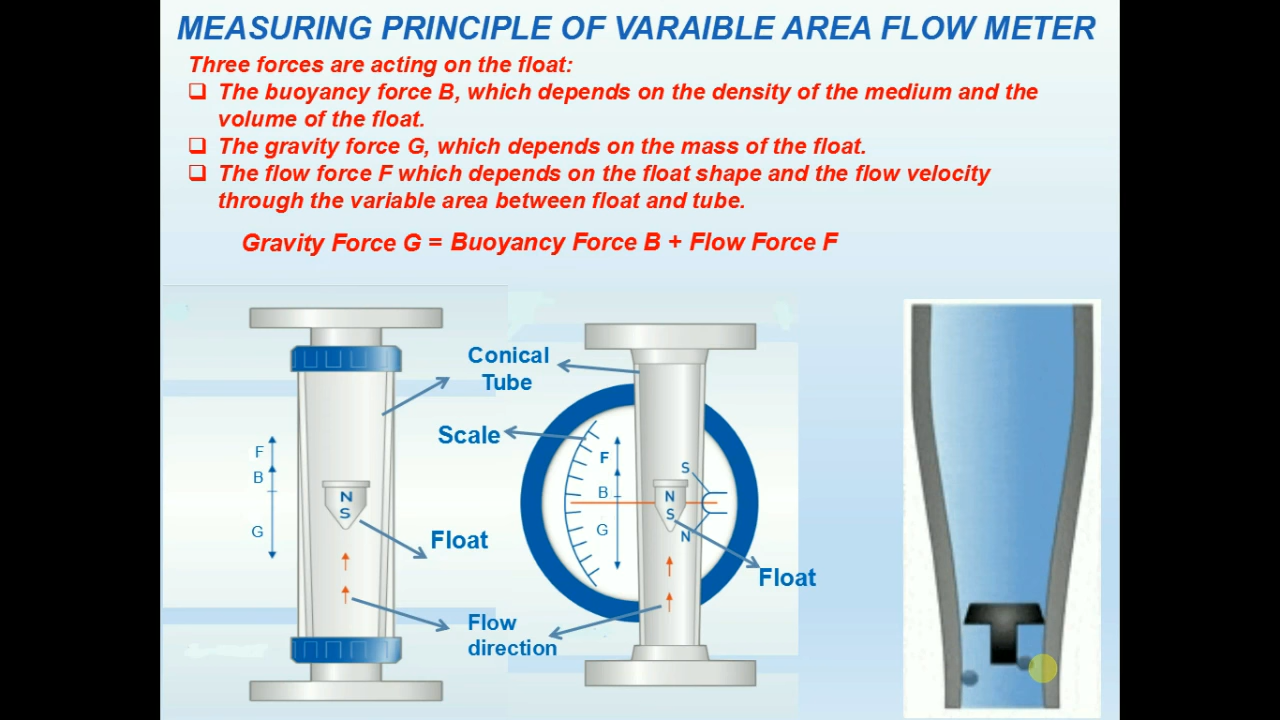 MEASURING PRINCIPLE OF VARAIBLE AREA FLOW METER
Three forces are acting on the float:
❑ The buoyancy force B, which depends on the density of the medium and the
volume of the float.
❑ The gravity force G, which depends on the mass of the float.
❑ The flow force F which depends on the float shape and the flow velocity
through the variable area between float and tube.
Gravity Force G = Buoyancy Force B + Flow Force F
Conical
Tube
Scale
F
B
G
N
S
Float
Flow
direction
F
B
G
S
N
S
N
Float